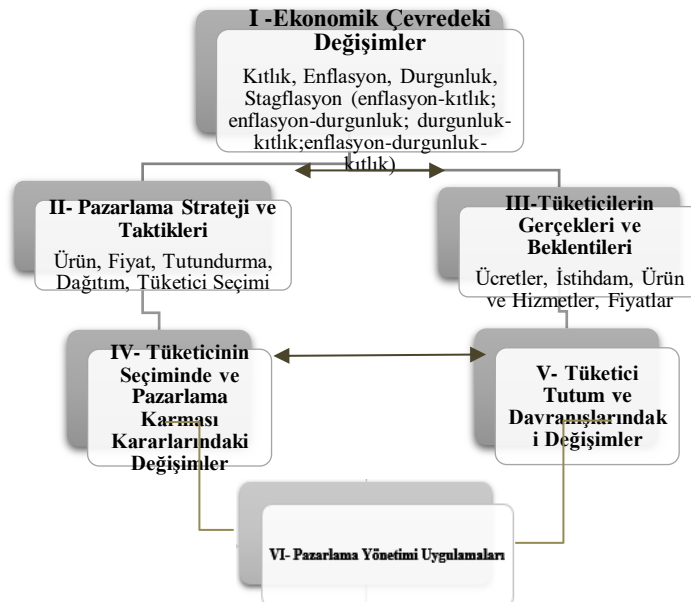 I -Ekonomik Çevredeki
Değişimler
Kıtlık, Enflasyon, Durgunluk,
Stagflasyon (enflasyon-kıtlık;
enflasyon-durgunluk; durgunluk-
kıtlık;enflasyon-durgunluk-
kıtlık)
II- Pazarlama Strateji ve
Taktikleri
Ürün, Fiyat, Tutundurma,
Dağıtım, Tüketici Seçimi
III-Tüketicilerin
Gerçekleri ve
Beklentileri
Ücretler, İstihdam, Ürün
ve Hizmetler, Fiyatlar
IV- Tüketicinin
Seçiminde ve
Pazarlama
Karması
Kararlarındaki
Değişimler
V- Tüketici
Tutum ve
Davranışlarındak
i Değişimler
VI- Pazarlama Yönetimi Uygulamaları